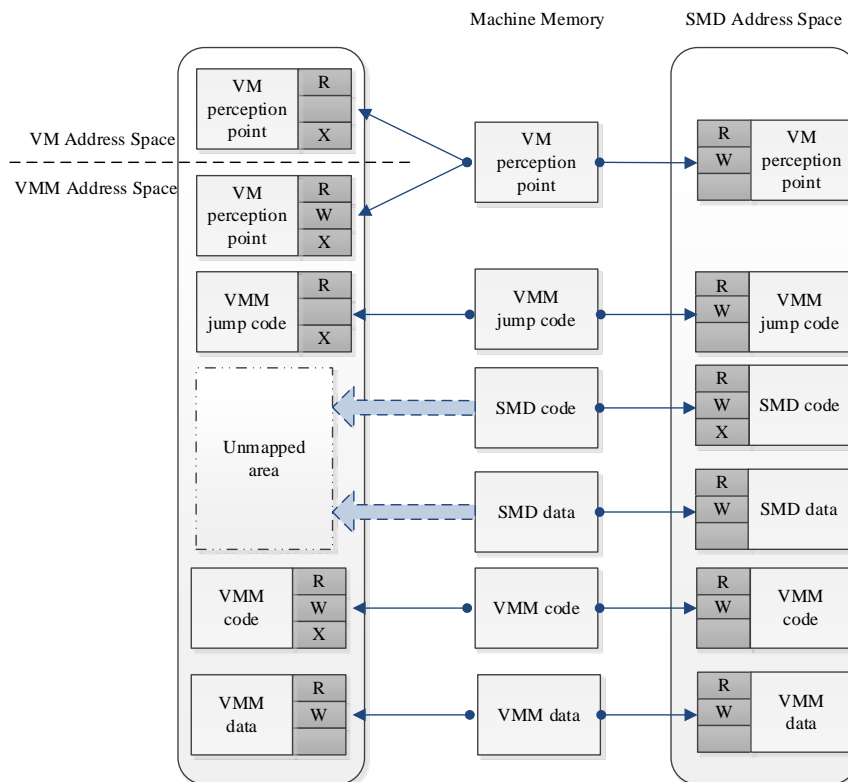 Machine Memory
SMD Address Space
VM Address Space
VMM Address Space
VM
perception
point
R
X
VM
perception
point
R
W
X
VMM
jump code
R
X
Unmapped
area
VMM
code
R
W
X
VMM
data
R
W
VM
perception
point
VMM
jump code
SMD code
SMD data
VMM code
VMM data
R
W
VM
perception
point
R
W
VMM
jump code
R
W
X
SMD code
R
W
SMD data
R
W
VMM
code
R
W
VMM
data